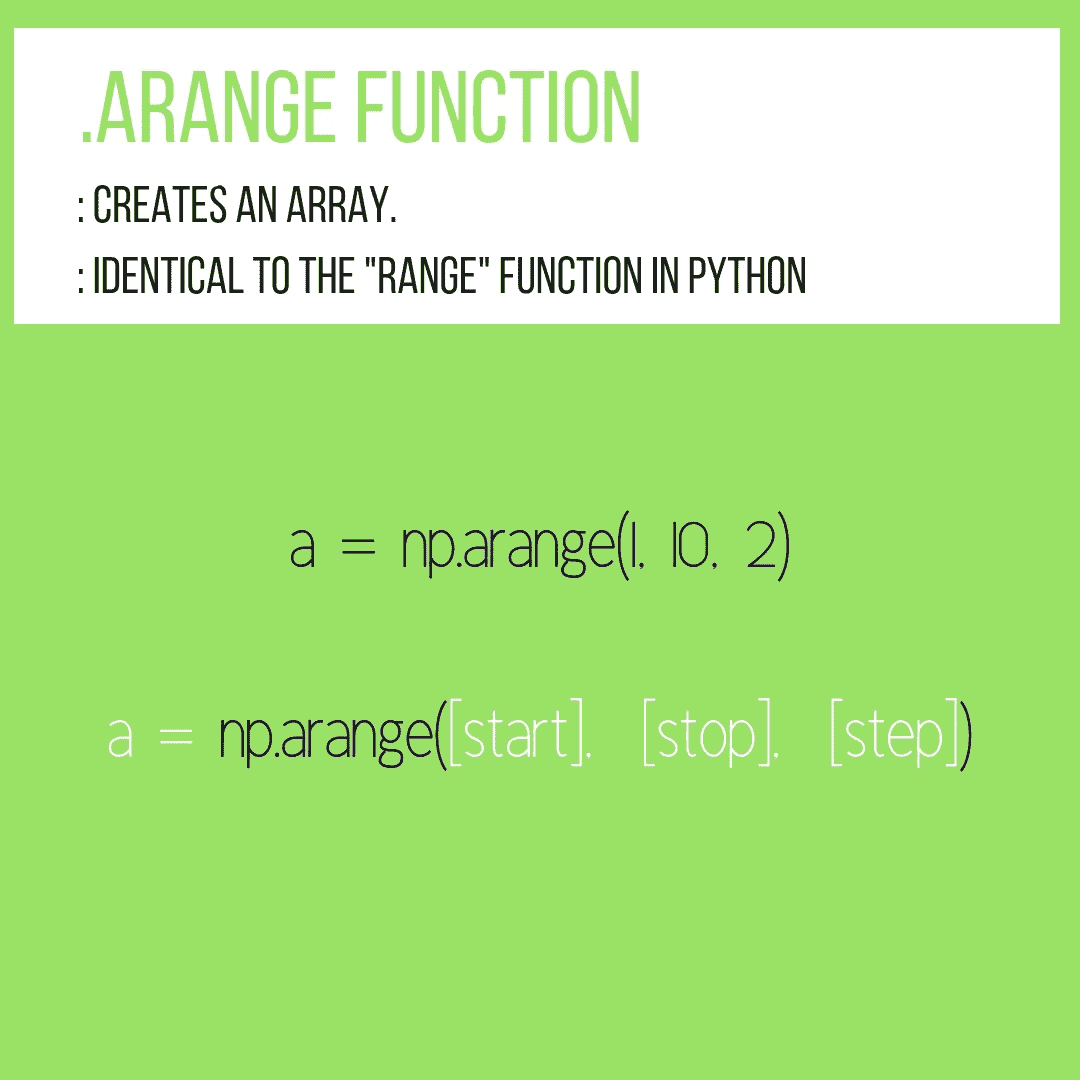 .ARANGE FUNCTION
: CREATES AN ARRAY.
: IDENTICAL TO THE "RANGE" FUNCTION IN PYTHON
a = np.arange(1, 10, 2)
a = np.arange([start], [stop], [step])